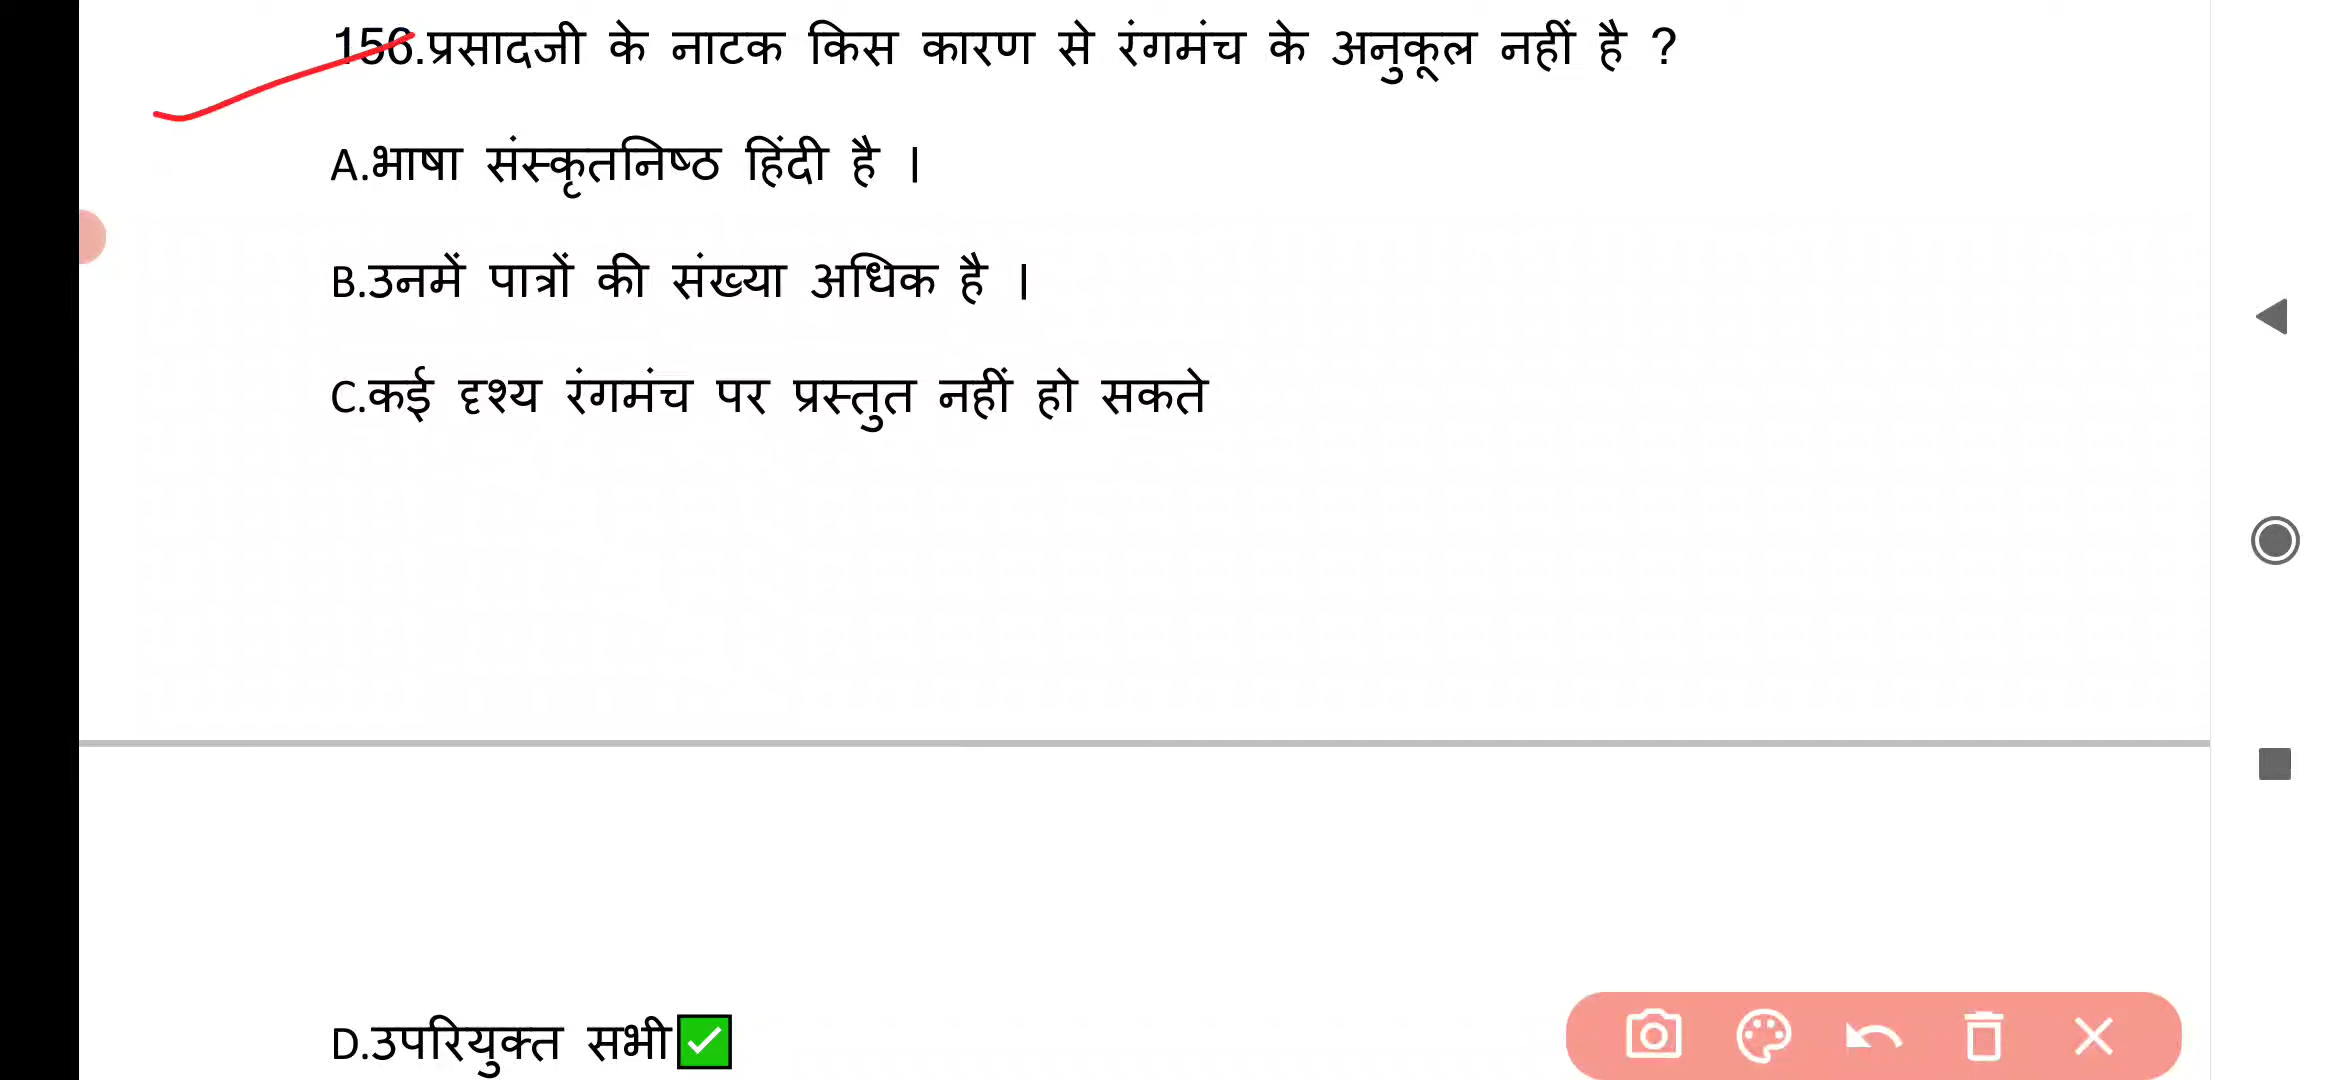 156.प्रसादजी के नाटक किस कारण से रंगमंच के अनुकूल नहीं है ?
A.भाषा संस्कृतनिष्ठ हिंदी है ।
B.उनमें पात्रों की संख्या अधिक है ।
C.कई दृश्य रंगमंच पर प्रस्तुत नहीं हो सकते
D.उपरियुक्त सभी✅